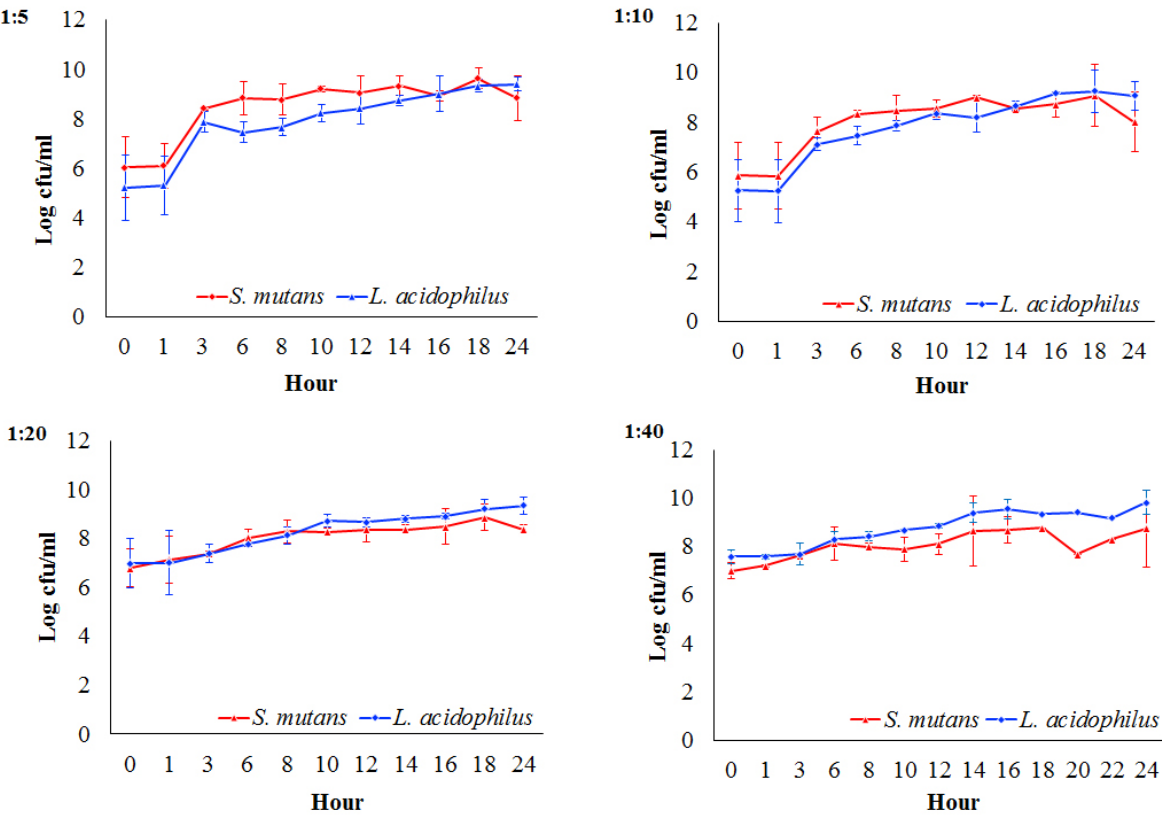 1:5
12
10
8
6
4
2
0
Log cfu/ml
S. mutans L. acidophilus
0 1 3 6 8 10 12 14 16 18 24
Hour
1:10
12
10
8
6
4
2
0
Log cfu/ml
S. mutans L. acidophilus
0 1 3 6 8 10 12 14 16 18 24
Hour
1:20
12
10
8
6
4
2
0
Log cfu/ml
S. mutans L. acidophilus
0 1 3 6 8 10 12 14 16 18 24
Hour
1:40
12
10
8
6
4
2
0
Log cfu/ml
S. mutans L. acidophilus
0 1 3 6 8 10 12 14 16 18 20 22 24
Hour